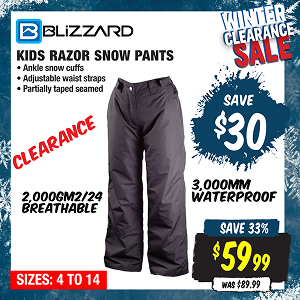 BLIZZARD
WINTER
CLEARANCE
SALE
KIDS RAZOR SNOW PANTS
• Ankle snow cuffs
• Adjustable waist straps
• Partially taped seamed
SAVE
$30
CLEARANCE
2,000GM2/24
BREATHABLE
3,000MM
WATERPROOF
SAVE 33%
$59.99
WAS $89.99
SIZES: 4 TO 14